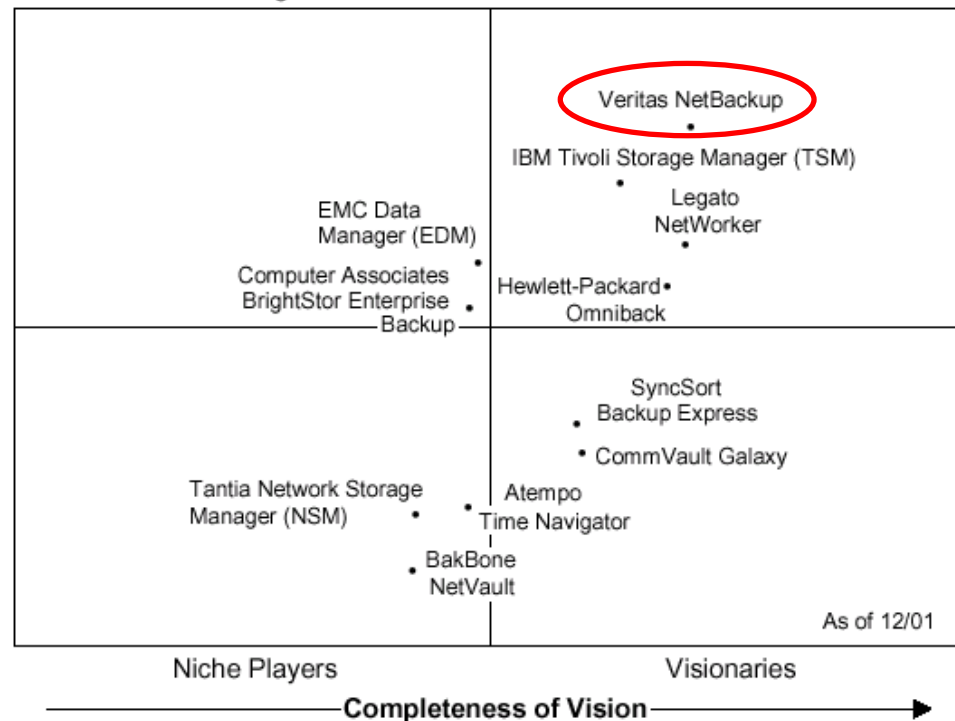 Veritas NetBackup
IBM Tivoli Storage Manager (TSM)
Legato
NetWorker
EMC Data
Manager (EDM)
Computer Associates
BrightStor Enterprise
Backup
Hewlett-Packard
Omniback
SyncSort
Backup Express
CommVault Galaxy
Tantia Network Storage
Manager (NSM)
Atempo
Time Navigator
BakBone
NetVault
As of 12/01
Niche Players
Visionaries
Completeness of Vision